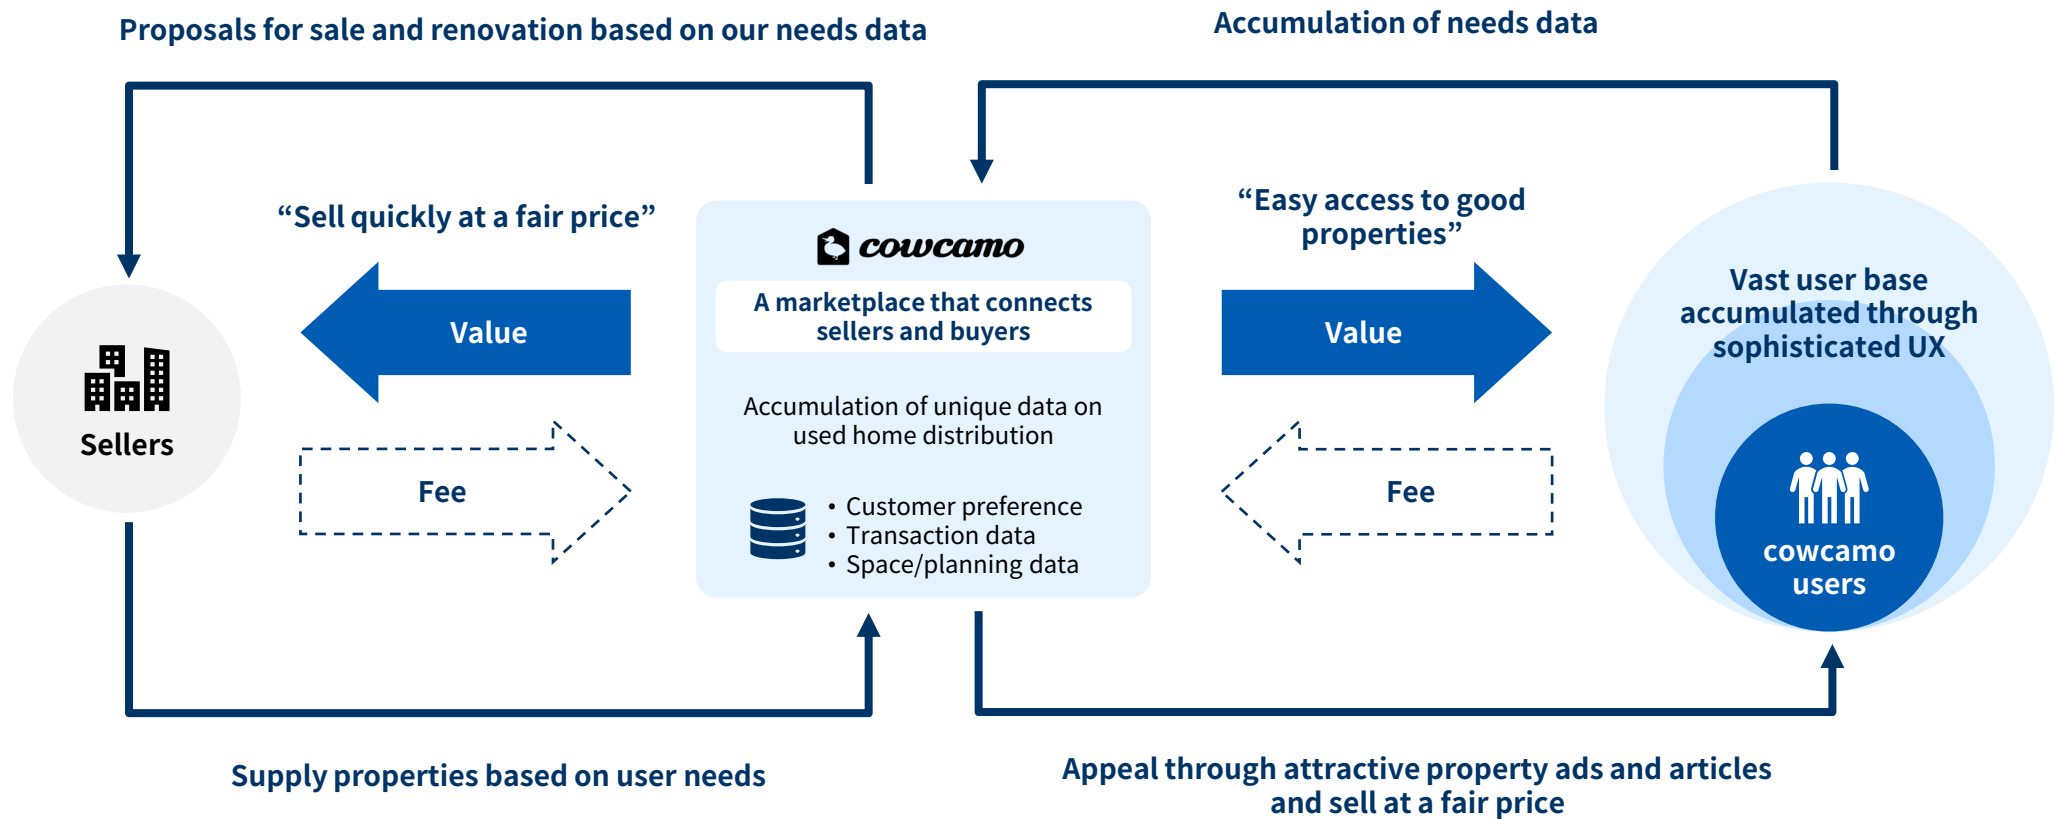 Proposals for sale and renovation based on our needs data
Accumulation of needs data
“Sell quickly at a fair price”
Value
Sellers
Fee
cowcamo
A marketplace that connects
sellers and buyers
Accumulation of unique data on
used home distribution
• Customer preference
• Transaction data
• Space/planning data
“Easy access to good
properties”
Value
Fee
Vast user base
accumulated through
sophisticated UX
cowcamo
users
Supply properties based on user needs
Appeal through attractive property ads and articles
and sell at a fair price